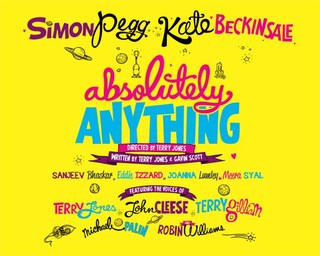 SIMON Pegg Kate BECKINSALE
absolutely
ANYTHING
DIRECTED BY TERRY JONES
WRITTEN BY TERRY JONES & GAVIN SCOTT
SANJEEV Bhaskar, Eddie IZZARD, JOANNA Lumley, Meera SYAL
FEATURING THE VOICES OF
TERRY Jones JOHN CLEESE TERRY gilliam
michael PALIN ROBIN Williams